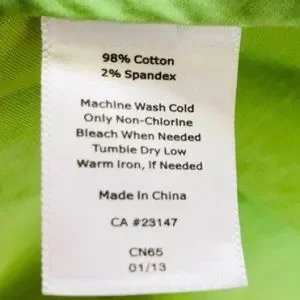 98% Cotton
2% Spandex
Machine Wash Cold
Only Non-Chlorine
Bleach When Needed
Tumble Dry Low
Warm Iron, If Needed
Made In China
CA #23147
CN65
01/13